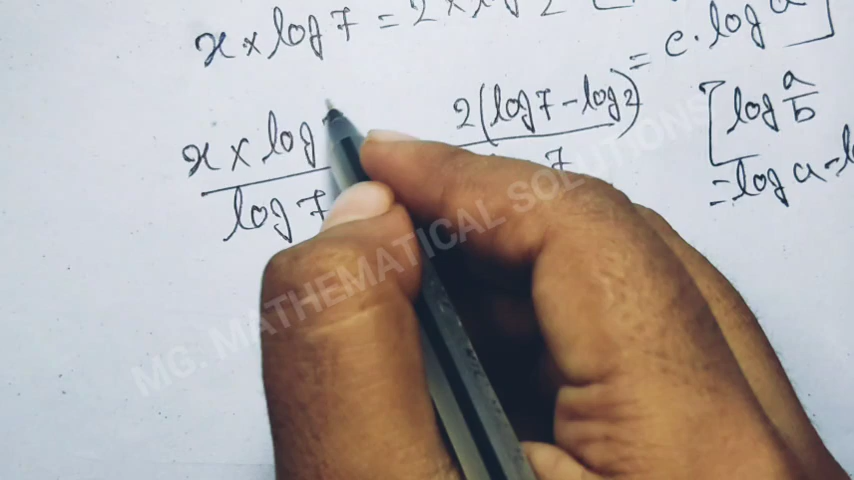 x × log 7 = 2 × log 2
= c. log a ]
x × log 2(log 7 - log 2) [ log a/b
log 7 7 = log a - l
MG. MATHEMATICAL SOLUTIONS